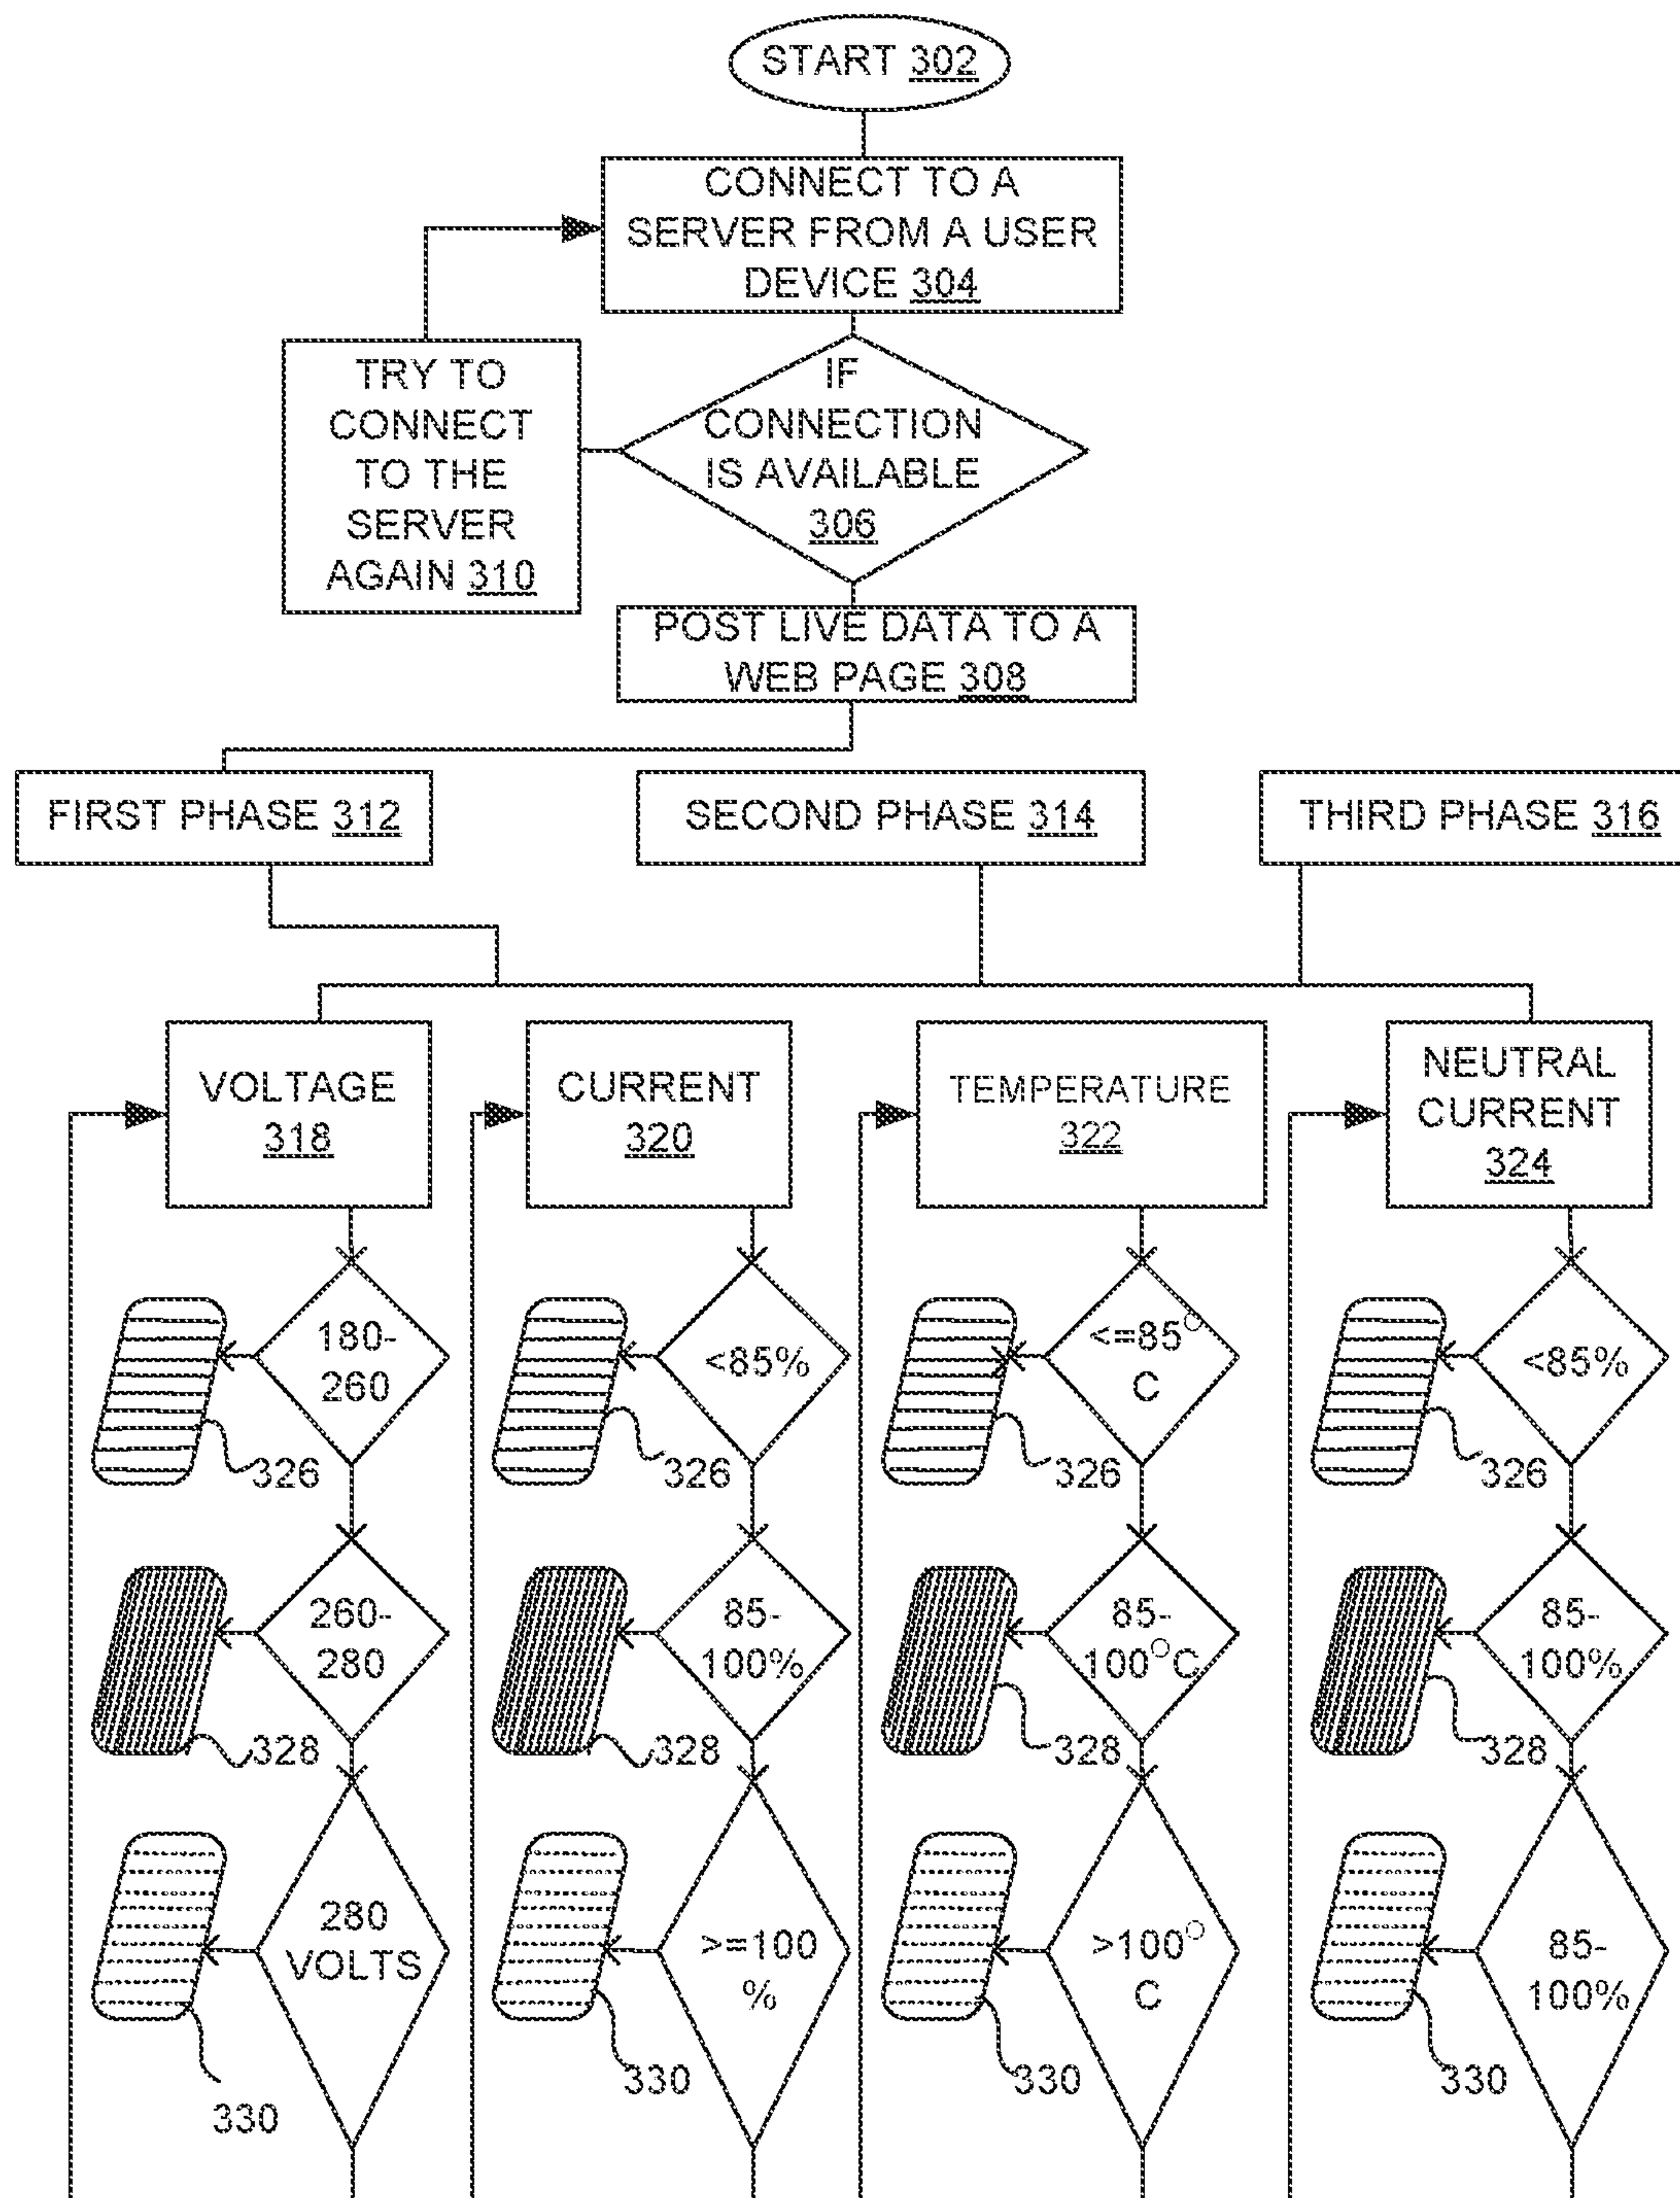 START 302
CONNECT TO A
SERVER FROM A USER
DEVICE 304
IF
CONNECTION
IS AVAILABLE
306
TRY TO
CONNECT
TO THE
SERVER
AGAIN 310
POST LIVE DATA TO A
WEB PAGE 308
FIRST PHASE 312
SECOND PHASE 314
THIRD PHASE 316
VOLTAGE
318
CURRENT
320
TEMPERATURE
322
NEUTRAL
CURRENT
324
180-
260
326
<85%
326
<=85°
C
326
<85%
326
260-
280
328
85-
100%
328
85-
100°C
328
85-
100%
328
280
VOLTS
330
>=100
%
330
>100°
C
330
85-
100%
330